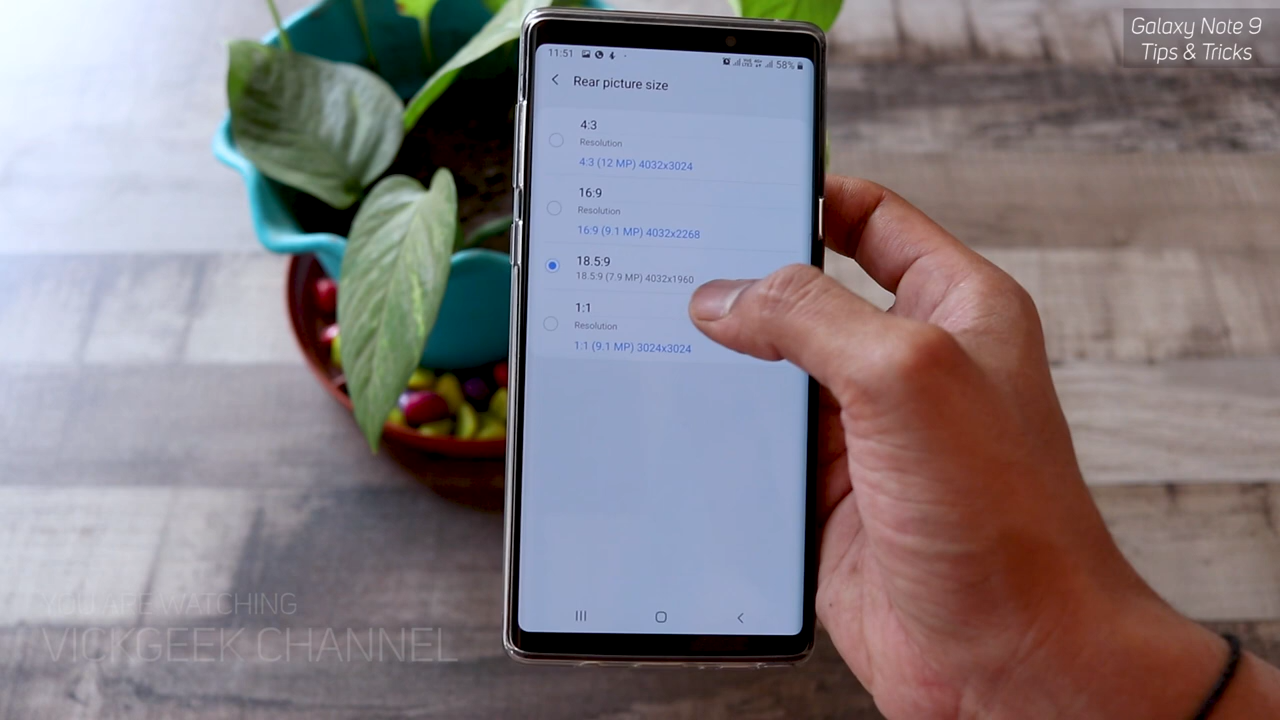 Galaxy Note 9
Tips & Tricks
11:51
58%
Rear picture size
4:3
Resolution
4:3 (12 MP) 4032x3024
16:9
Resolution
16:9 (9.1 MP) 4032x2268
18.5:9
18.5:9 (7.9 MP) 4032x1960
1:1
Resolution
1:1 (9.1 MP) 3024x3024
YOU ARE WATCHING
VICKGEEK CHANNEL